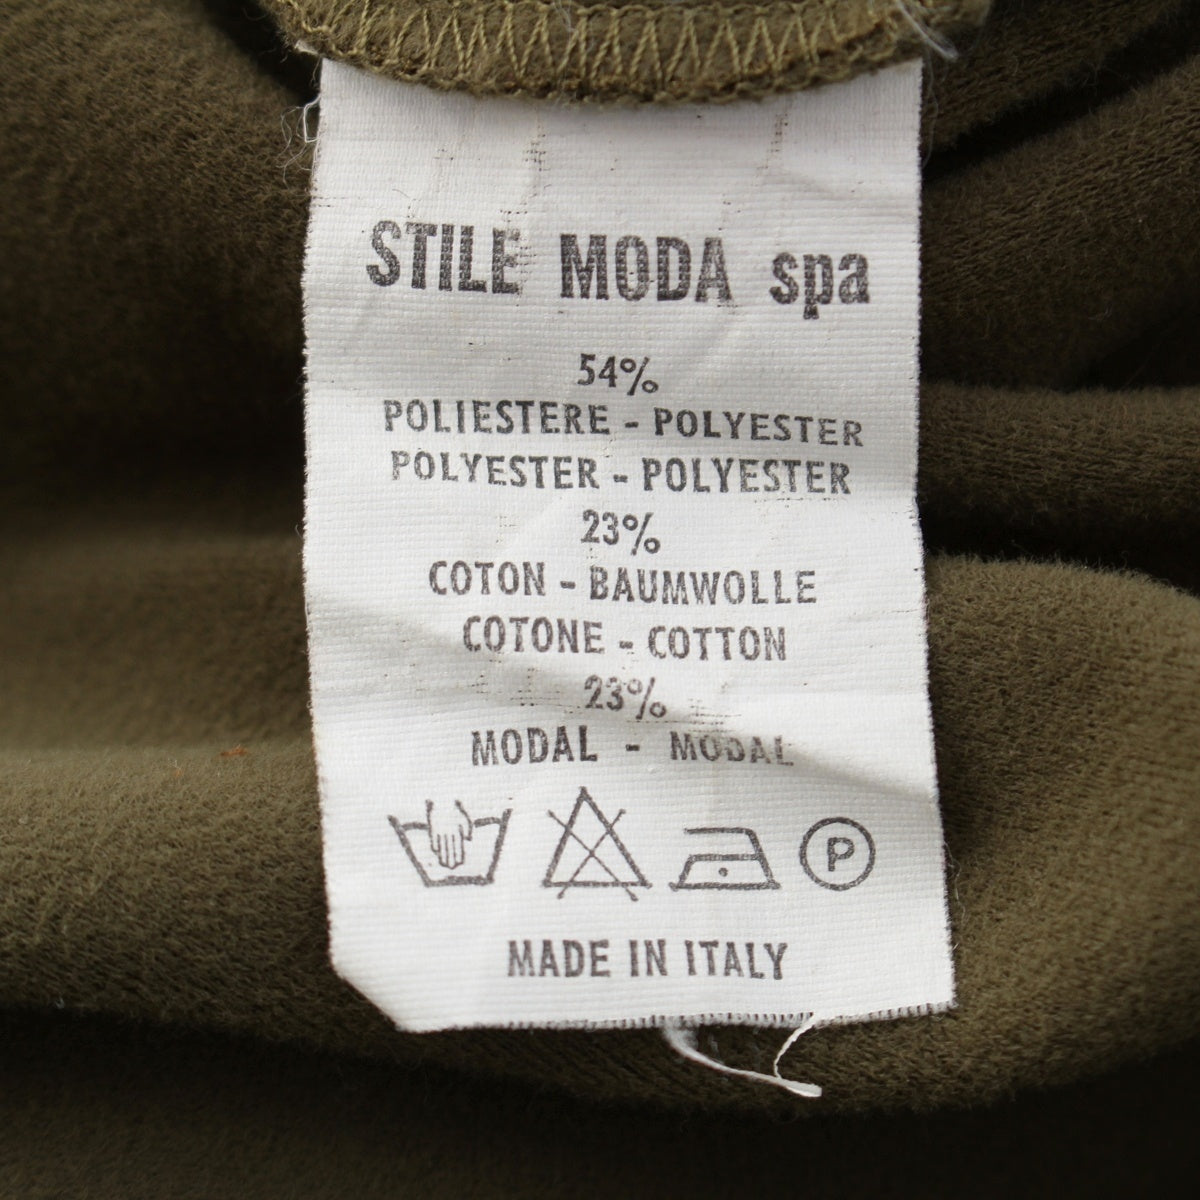 STILE MODA spa
54%
POLIESTERE - POLYESTER
POLYESTER - POLYESTER
23%
COTON - BAUMWOLLE
COTONE - COTTON
23%
MODAL - MODAL
P
MADE IN ITALY